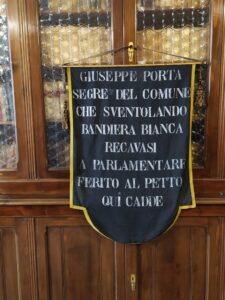 GIUSEPPE PORTA
SEGRE° DEL COMUNE
CHE SVENTOLANDO
BANDIERA BIANCA
RECAVASI
A PARLAMENTARE
FERITO AL PETTO
QUI CADDE